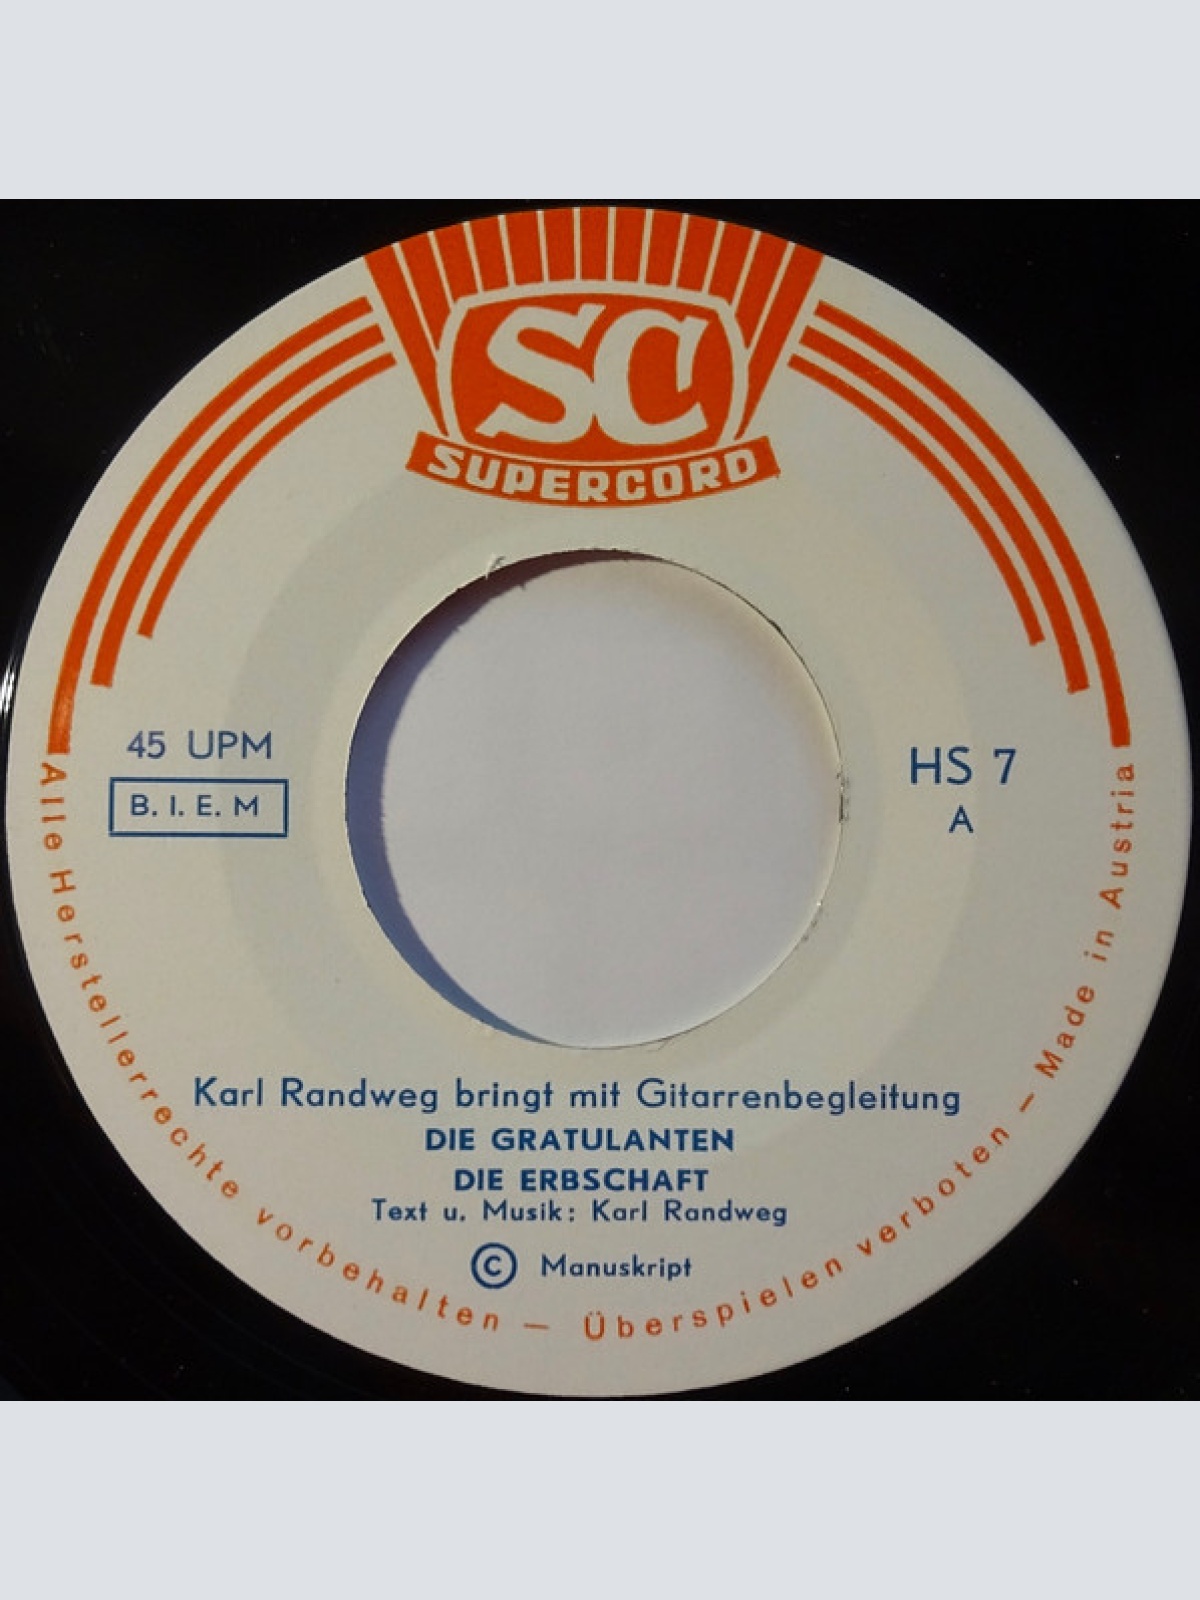 SC
SUPERCORD
45 UPM
B. I. E. M
HS 7
A
Karl Randweg bringt mit Gitarrenbegleitung
DIE GRATULANTEN
DIE ERBSCHAFT
Text u. Musik: Karl Randweg
© Manuskript
Alle Herstellerrechte vorbehalten — Überspielen verboten — Made in Austria